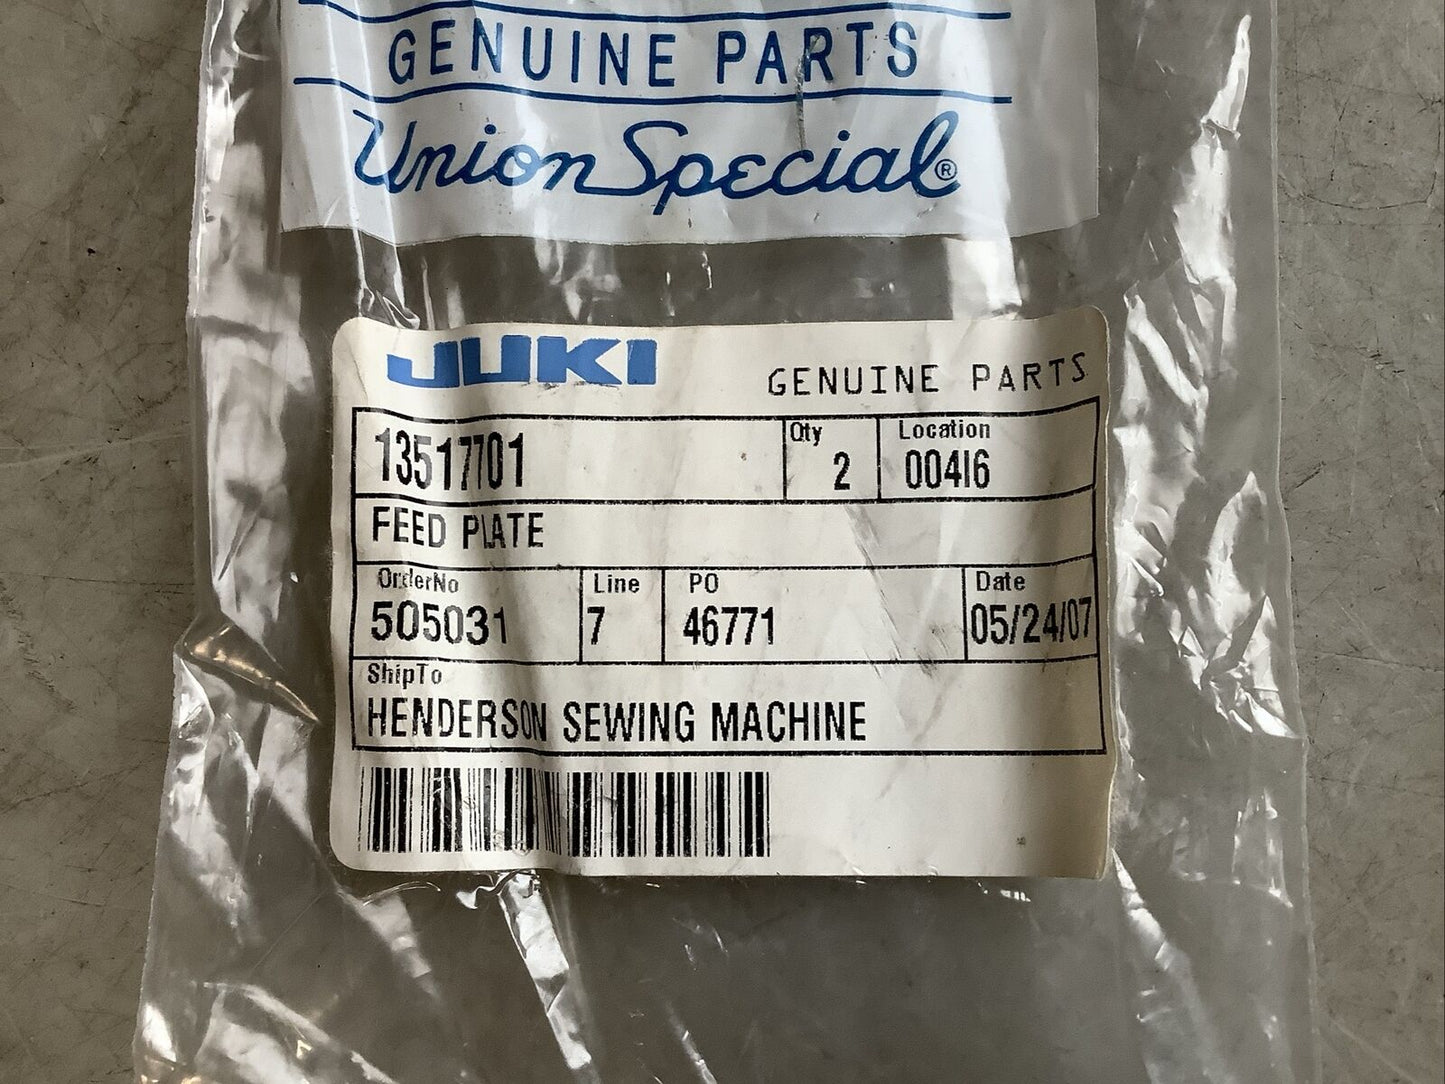 GENUINE PARTS
Union Special®
JUKI GENUINE PARTS
13517701 Qty 2 Location 00416
FEED PLATE
OrderNo 505031 Line 7 PO 46771 Date 05/24/07
ShipTo
HENDERSON SEWING MACHINE